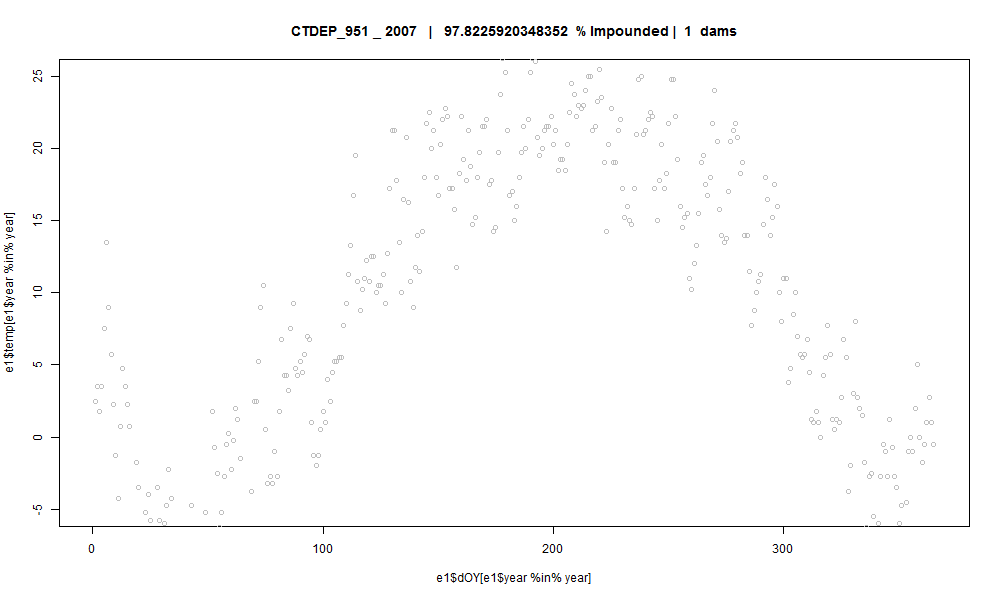 CTDEP_951 _ 2007 | 97.8225920348352 % Impounded | 1 dams
e1$temp[e1$year %in% year]
25
20
15
10
5
0
-5
0 100 200 300
e1$dOY[e1$year %in% year]